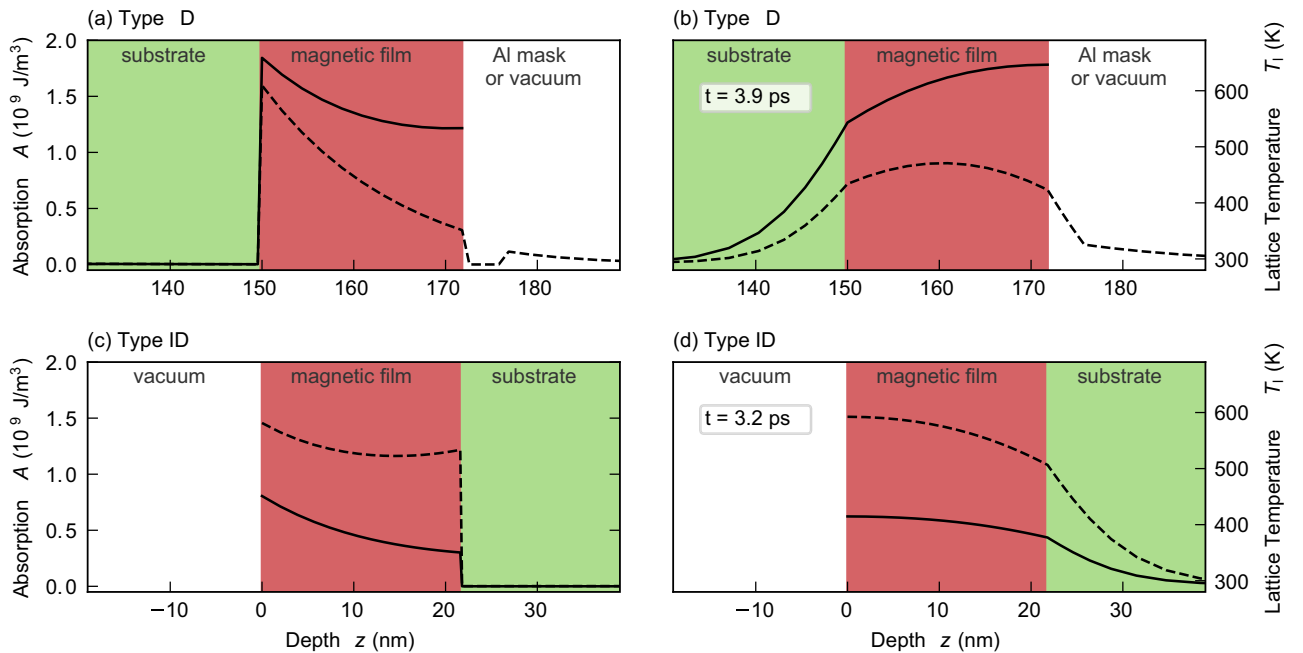 (a) Type D
2.0
1.5
1.0
0.5
0.0
Absorption A (10⁹ J/m³)
substrate
magnetic film
Al mask
or vacuum
140
150
160
170
180
(b) Type D
substrate
magnetic film
Al mask
or vacuum
t = 3.9 ps
600
500
400
300
Lattice Temperature Tₗ (K)
140
150
160
170
180
(c) Type ID
2.0
1.5
1.0
0.5
0.0
Absorption A (10⁹ J/m³)
vacuum
magnetic film
substrate
−10
0
10
20
30
Depth z (nm)
(d) Type ID
vacuum
magnetic film
substrate
t = 3.2 ps
600
500
400
300
Lattice Temperature Tₗ (K)
−10
0
10
20
30
Depth z (nm)